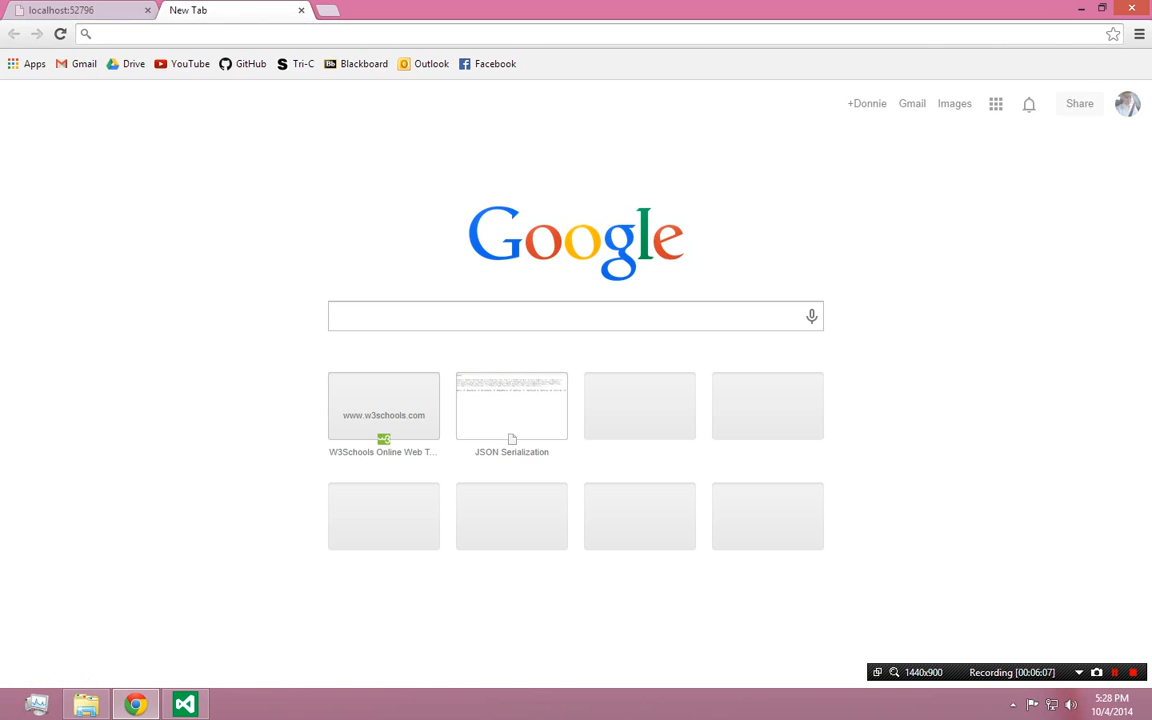 localhost:52796
New Tab
Apps Gmail Drive YouTube GitHub Tri-C Blackboard Outlook Facebook
+Donnie Gmail Images Share
Google
www.w3schools.com
W3Schools Online Web T... JSON Serialization
1440x900 Recording [00:06:07]
5:28 PM
10/4/2014